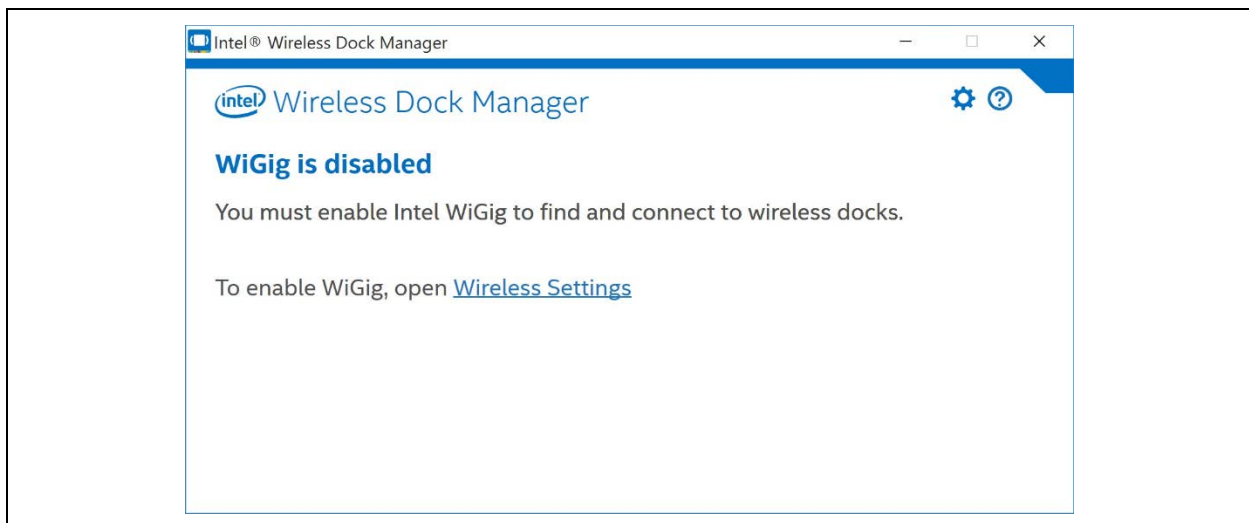 Intel® Wireless Dock Manager
intel Wireless Dock Manager
WiGig is disabled
You must enable Intel WiGig to find and connect to wireless docks.
To enable WiGig, open Wireless Settings